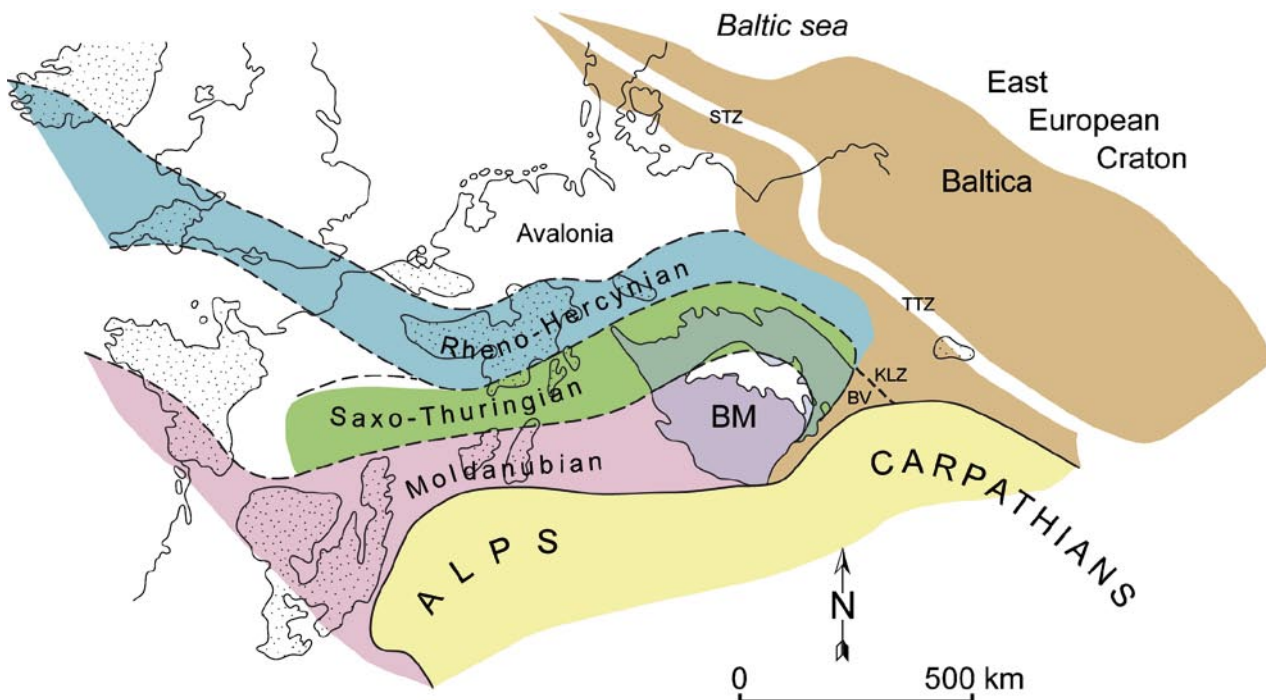 Baltic sea
East
European
Craton
STZ
Baltica
Avalonia
Rheno-Hercynian
TTZ
KLZ
BV
Saxo-Thuringian
BM
Moldanubian
CARPATHIANS
ALPS
N
0 500 km